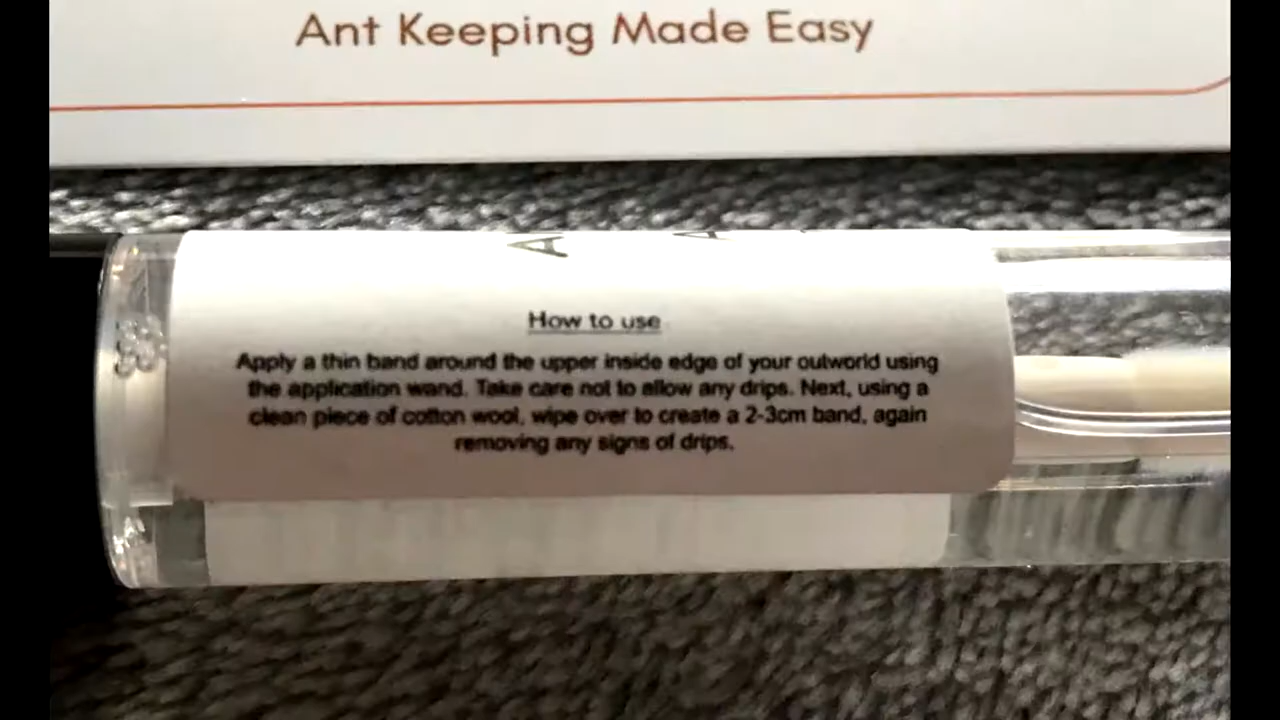 Ant Keeping Made Easy
How to use
Apply a thin band around the upper inside edge of your outworld using
the application wand. Take care not to allow any drips. Next, using a
clean piece of cotton wool, wipe over to create a 2-3cm band, again
removing any signs of drips.